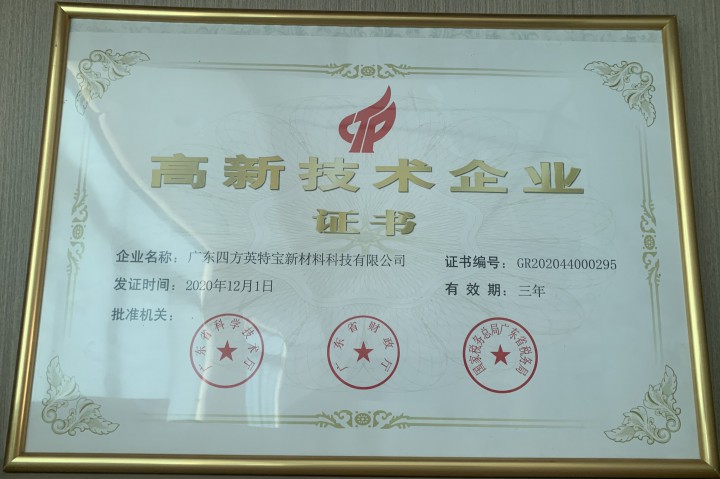 高新技术企业
证书
企业名称：广东四方英特宝新材料科技有限公司
证书编号：GR202044000295
发证时间：2020年12月1日
有效期：三年
批准机关：
广东省科学技术厅
广东省财政厅
国家税务总局广东省税务局